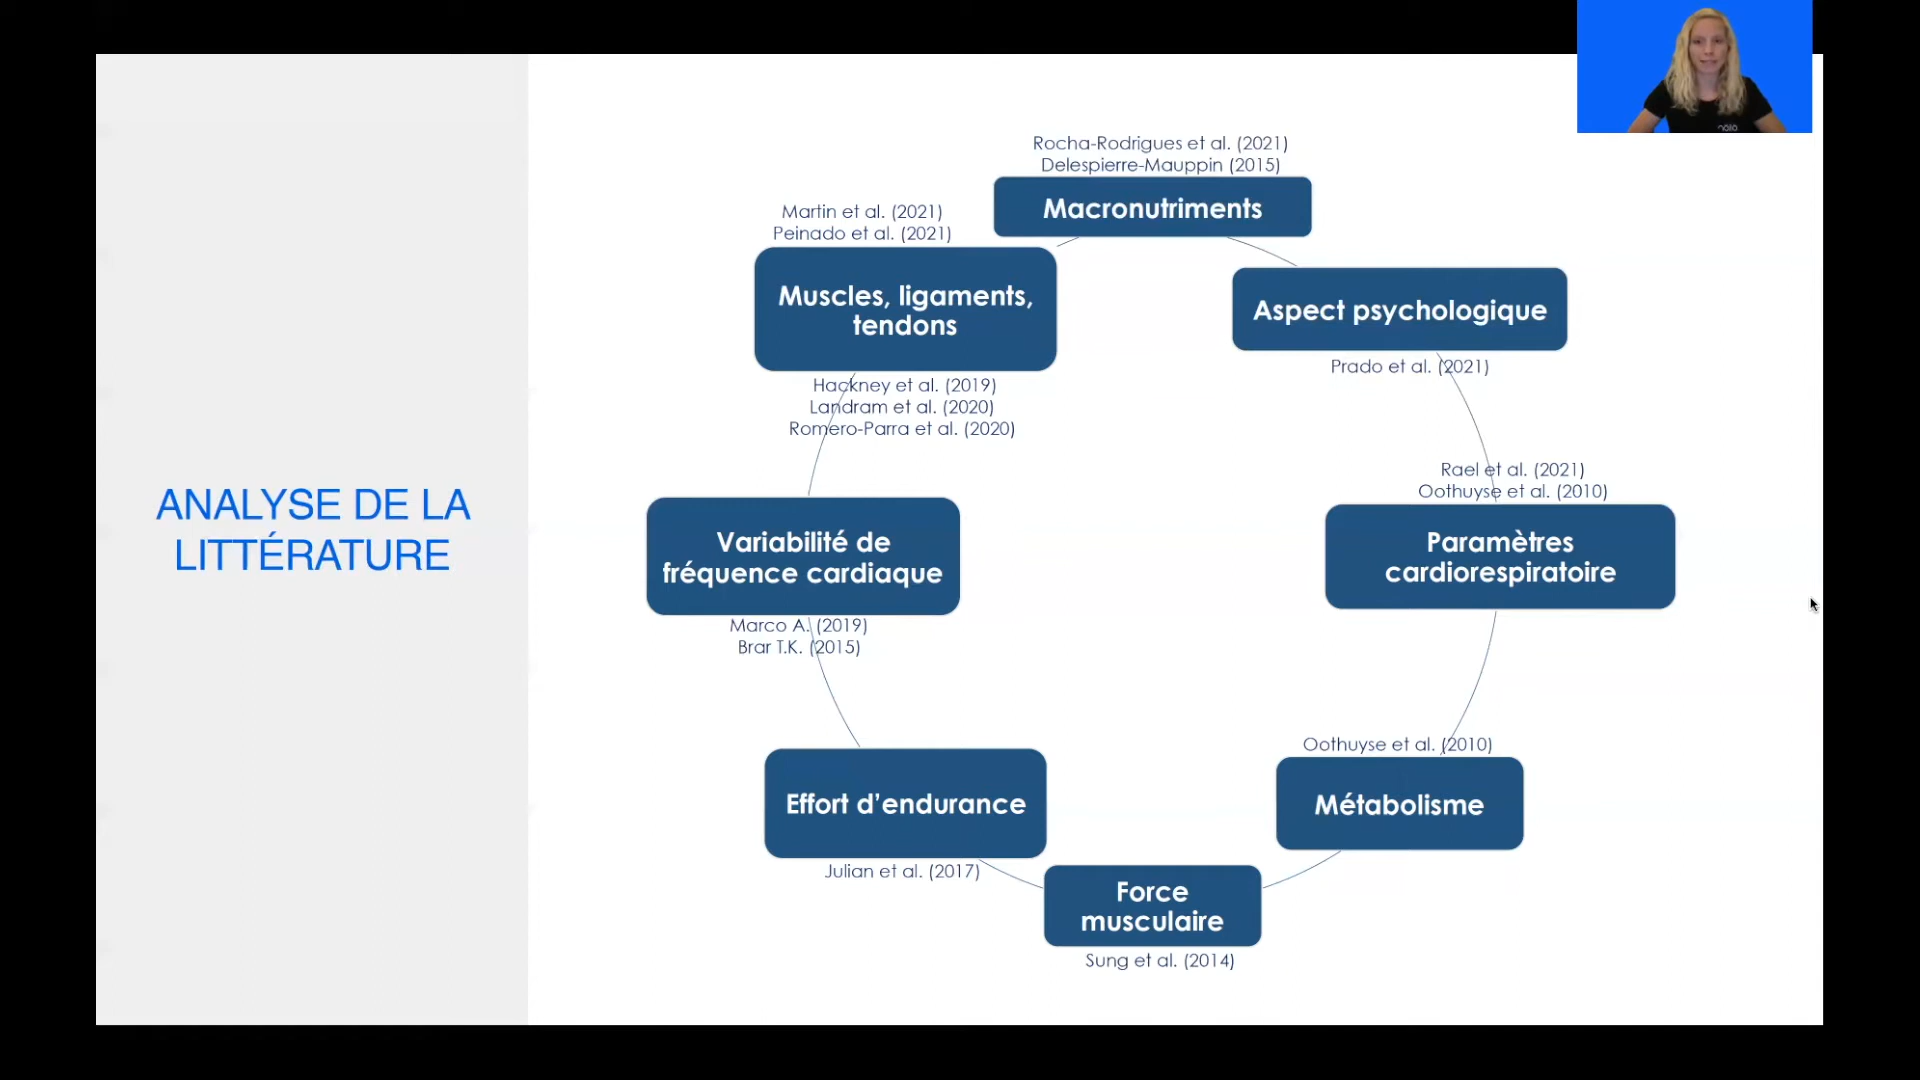 ANALYSE DE LA
LITTÉRATURE
Rocha-Rodrigues et al. (2021)
Delespierre-Mauppin (2015)
Macronutriments
Aspect psychologique
Prado et al. (2021)
Rael et al. (2021)
Oothuyse et al. (2010)
Paramètres
cardiorespiratoire
Oothuyse et al. (2010)
Métabolisme
Force
musculaire
Sung et al. (2014)
Effort d’endurance
Julian et al. (2017)
Variabilité de
fréquence cardiaque
Marco A. (2019)
Brar T.K. (2015)
Martin et al. (2021)
Peinado et al. (2021)
Muscles, ligaments,
tendons
Hackney et al. (2019)
Landram et al. (2020)
Romero-Parra et al. (2020)